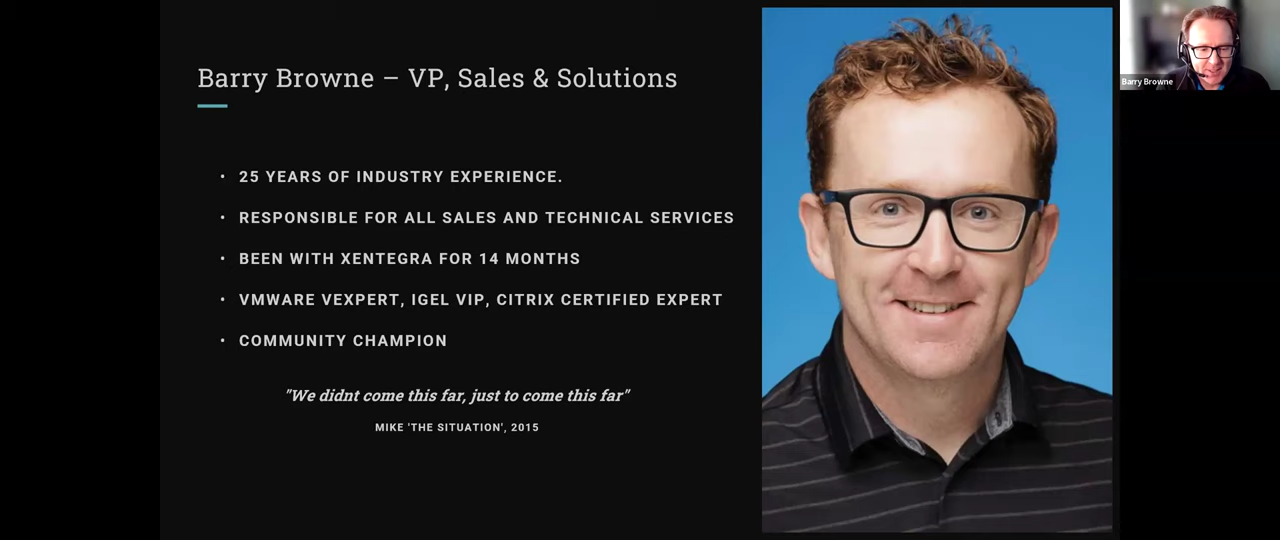 Barry Browne – VP, Sales & Solutions
• 25 YEARS OF INDUSTRY EXPERIENCE.
• RESPONSIBLE FOR ALL SALES AND TECHNICAL SERVICES
• BEEN WITH XENTEGRA FOR 14 MONTHS
• VMWARE VEXPERT, IGEL VIP, CITRIX CERTIFIED EXPERT
• COMMUNITY CHAMPION
"We didnt come this far, just to come this far"
MIKE 'THE SITUATION', 2015
Barry Browne